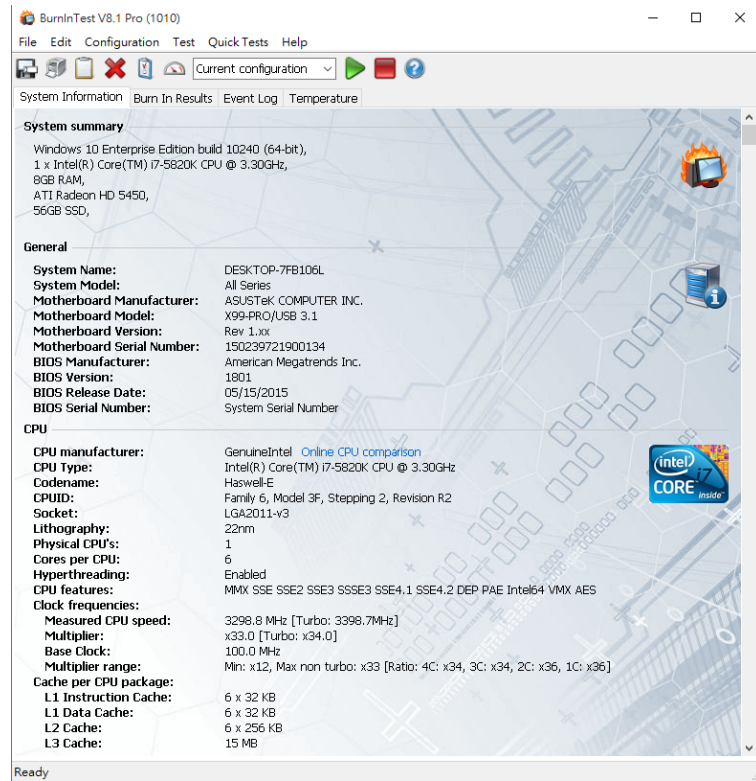 BurnInTest V8.1 Pro (1010)
File Edit Configuration Test Quick Tests Help
Current configuration
System Information Burn In Results Event Log Temperature
System summary
Windows 10 Enterprise Edition build 10240 (64-bit),
1 x Intel(R) Core(TM) i7-5820K CPU @ 3.30GHz,
8GB RAM,
ATI Radeon HD 5450,
56GB SSD,
General
System Name: DESKTOP-7FB106L
System Model: All Series
Motherboard Manufacturer: ASUSTeK COMPUTER INC.
Motherboard Model: X99-PRO/USB 3.1
Motherboard Version: Rev 1.xx
Motherboard Serial Number: 150239721900134
BIOS Manufacturer: American Megatrends Inc.
BIOS Version: 1801
BIOS Release Date: 05/15/2015
BIOS Serial Number: System Serial Number
CPU
CPU manufacturer: GenuineIntel Online CPU comparison
CPU Type: Intel(R) Core(TM) i7-5820K CPU @ 3.30GHz
Codename: Haswell-E
CPUID: Family 6, Model 3F, Stepping 2, Revision R2
Socket: LGA2011-v3
Lithography: 22nm
Physical CPU's: 1
Cores per CPU: 6
Hyperthreading: Enabled
CPU features: MMX SSE SSE2 SSE3 SSSE3 SSE4.1 SSE4.2 DEP PAE Intel64 VMX AES
Clock frequencies:
Measured CPU speed: 3298.8 MHz [Turbo: 3398.7MHz]
Multiplier: x33.0 [Turbo: x34.0]
Base Clock: 100.0 MHz
Multiplier range: Min: x12, Max non turbo: x33 [Ratio: 4C: x34, 3C: x34, 2C: x36, 1C: x36]
Cache per CPU package:
L1 Instruction Cache: 6 x 32 KB
L1 Data Cache: 6 x 32 KB
L2 Cache: 6 x 256 KB
L3 Cache: 15 MB
intel i7
CORE inside
Ready